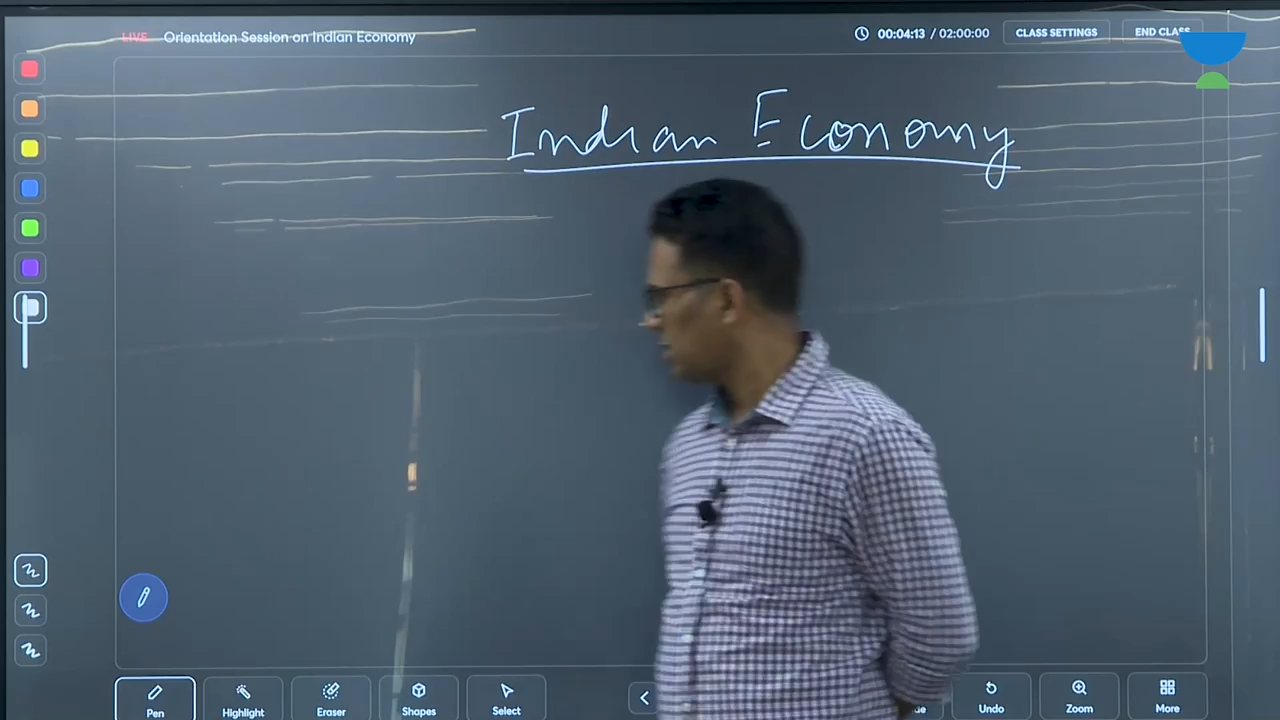 LIVE Orientation Session on Indian Economy
00:04:13 / 02:00:00
CLASS SETTINGS
END CLASS
Indian Economy
Pen
Highlight
Eraser
Shapes
Select
Undo
Zoom
More